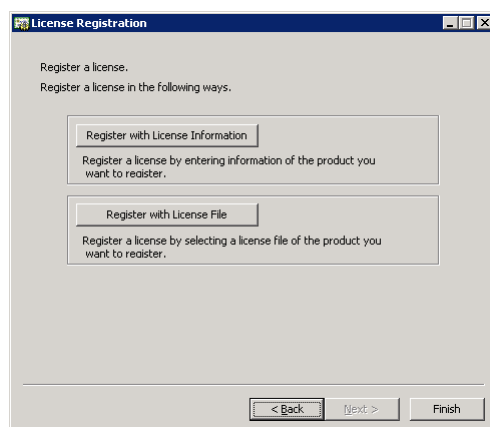 License Registration
Register a license.
Register a license in the following ways.
Register with License Information
Register a license by entering information of the product you
want to register.
Register with License File
Register a license by selecting a license file of the product you
want to register.
< Back
Next >
Finish